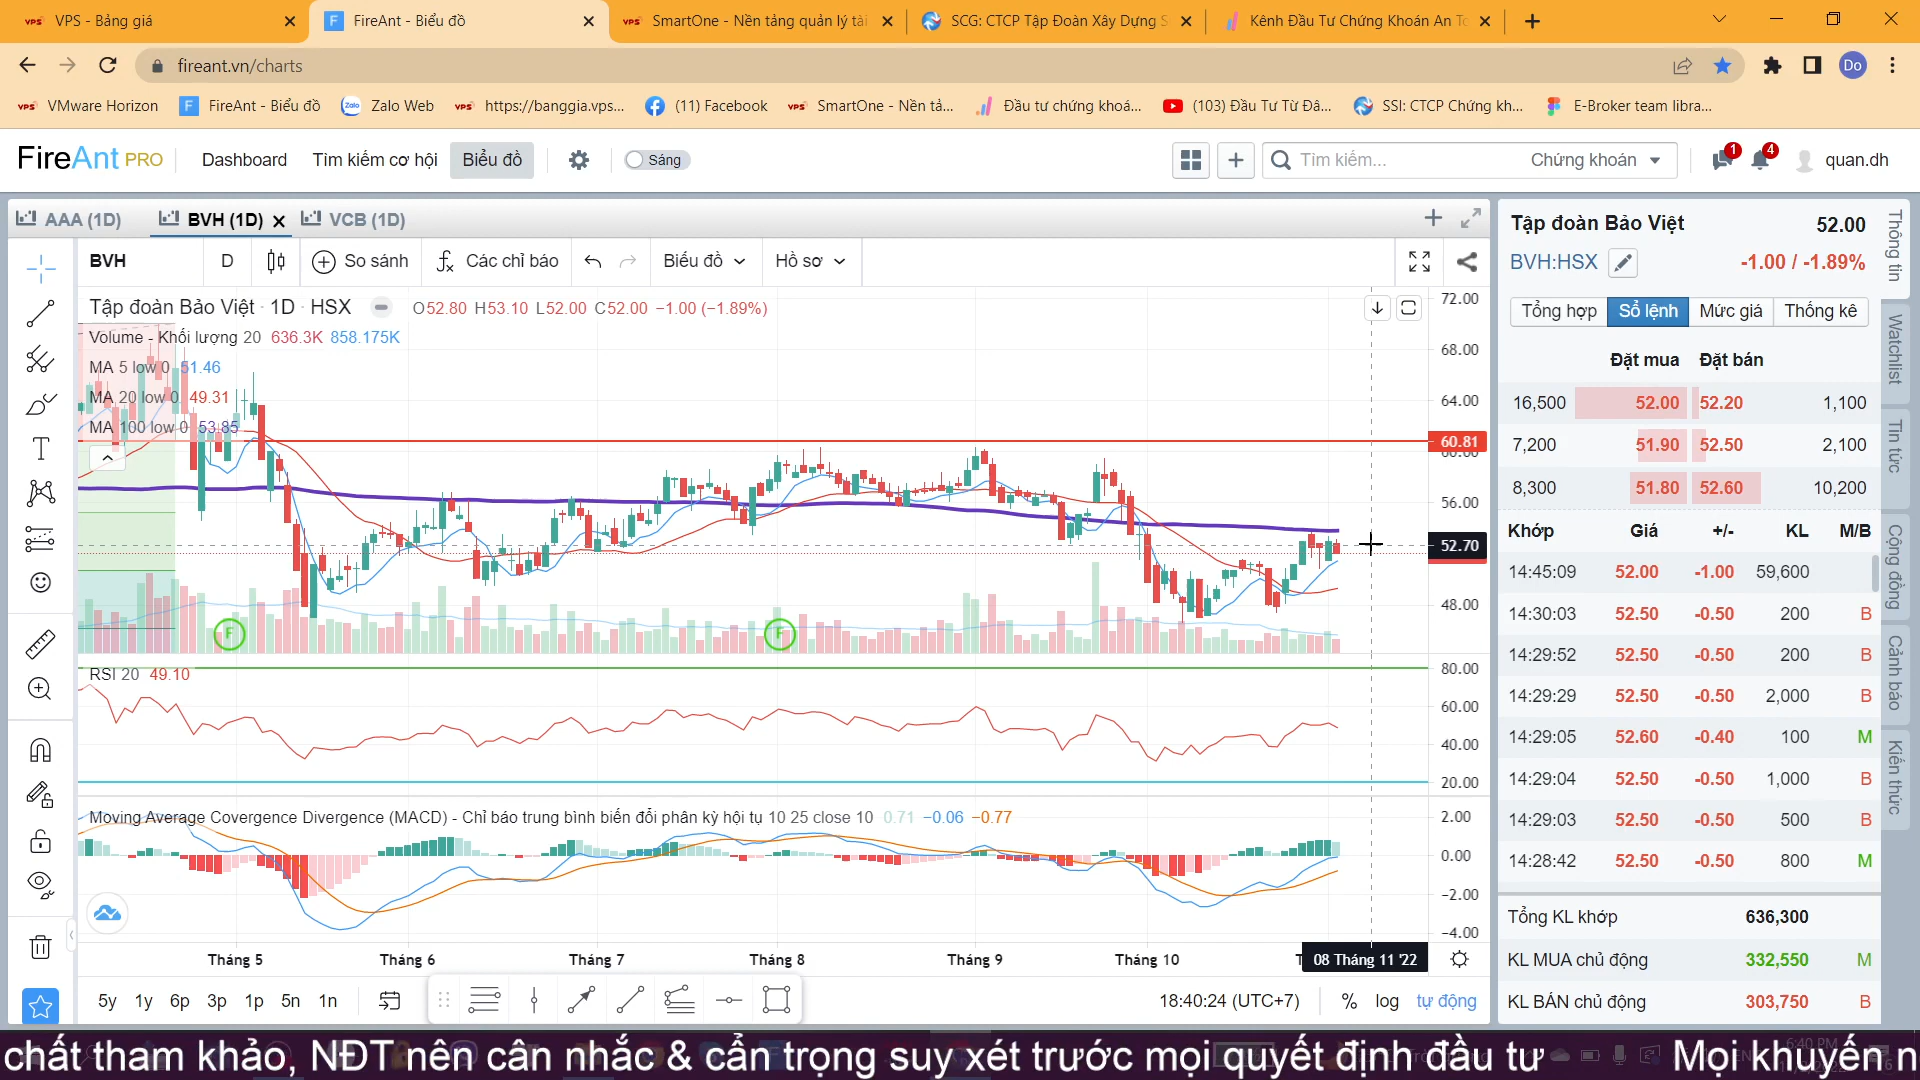 VPS - Bảng giá
FireAnt - Biểu đồ
SmartOne - Nền tảng quản lý tài
SCG: CTCP Tập Đoàn Xây Dựng S
Kênh Đầu Tư Chứng Khoán An To
fireant.vn/charts
Do
VMware Horizon
FireAnt - Biểu đồ
Zalo Web
https://banggia.vps...
(11) Facebook
SmartOne - Nền tả...
Đầu tư chứng khoá...
(103) Đầu Tư Từ Đâ...
SSI: CTCP Chứng kh...
E-Broker team libra...
FireAnt PRO
Dashboard
Tìm kiếm cơ hội
Biểu đồ
Sáng
Tìm kiếm...
Chứng khoán
1
4
quan.dh
AAA (1D)
BVH (1D)
VCB (1D)
BVH
D
So sánh
Các chỉ báo
Biểu đồ
Hồ sơ
Tập đoàn Bảo Việt · 1D · HSX
O52.80 H53.10 L52.00 C52.00 −1.00 (−1.89%)
Volume - Khối lượng 20 636.3K 858.175K
MA 5 low 0 51.46
MA 20 low 0 49.31
MA 100 low 0 53.85
72.00
68.00
64.00
60.81
60.00
56.00
52.70
48.00
F
F
RSI 20 49.10
80.00
60.00
40.00
20.00
Moving Average Covergence Divergence (MACD) - Chỉ báo trung bình biến đổi phân kỳ hội tụ 10 25 close 10 0.71 −0.06 −0.77
2.00
0.00
−2.00
−4.00
Tháng 5
Tháng 6
Tháng 7
Tháng 8
Tháng 9
Tháng 10
08 Tháng 11 '22
5y 1y 6p 3p 1p 5n 1n
18:40:24 (UTC+7)
% log tự động
Tập đoàn Bảo Việt 52.00
BVH:HSX -1.00 / -1.89%
Tổng hợp
Sổ lệnh
Mức giá
Thống kê
Đặt mua Đặt bán
16,500 52.00 52.20 1,100
7,200 51.90 52.50 2,100
8,300 51.80 52.60 10,200
Khớp Giá +/- KL M/B
14:45:09 52.00 -1.00 59,600
14:30:03 52.50 -0.50 200 B
14:29:52 52.50 -0.50 200 B
14:29:29 52.50 -0.50 2,000 B
14:29:05 52.60 -0.40 100 M
14:29:04 52.50 -0.50 1,000 B
14:29:03 52.50 -0.50 500 B
14:28:42 52.50 -0.50 800 M
Tổng KL khớp 636,300
KL MUA chủ động 332,550 M
KL BÁN chủ động 303,750 B
Thông tin
Watchlist
Tin tức
Cộng đồng
Cảnh báo
Kiến thức
chất tham khảo, NĐT nên cân nhắc & cẩn trọng suy xét trước mọi quyết định đầu tư
Mọi khuyến n